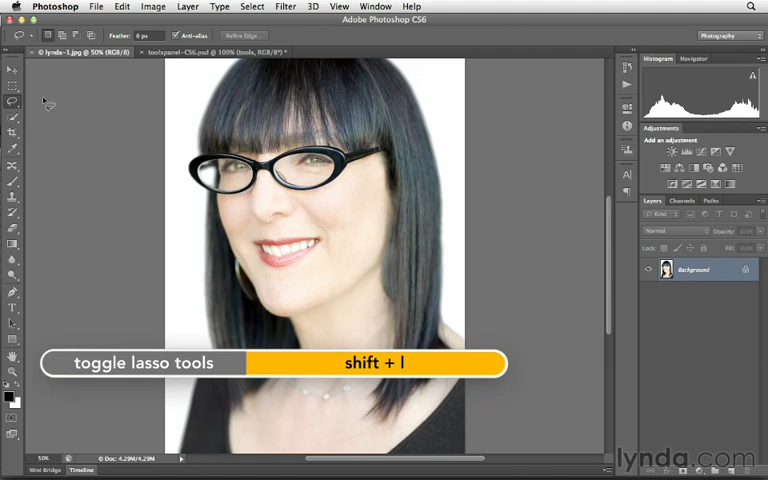 Photoshop File Edit Image Layer Type Select Filter 3D View Window Help
Adobe Photoshop CS6
Feather: 0 px Anti-alias Refine Edge... Photography
© lynda-1.jpg @ 50% (RGB/8) toolspanel-CS6.psd @ 100% (tools, RGB/8) *
Histogram Navigator
Adjustments
Add an adjustment
Layers Channels Paths
Kind
Normal Opacity:
Lock: Fill:
Background
toggle lasso tools shift + l
50% Doc: 4.29M/4.29M
lynda.com
Mini Bridge Timeline